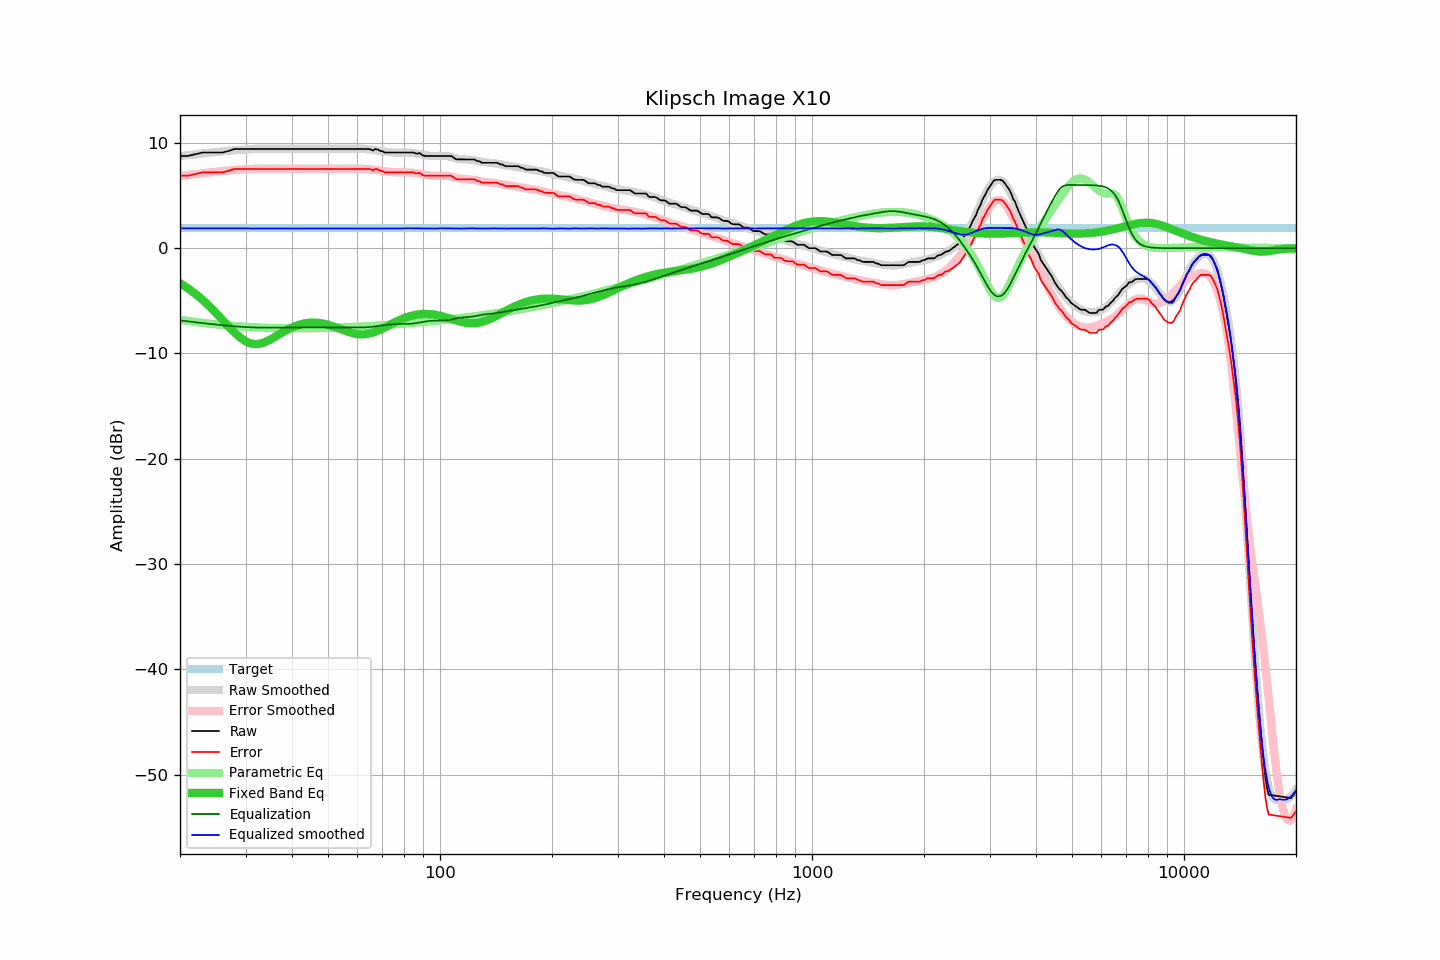 Klipsch Image X10
10
0
−10
−20
−30
−40
−50
Amplitude (dBr)
Target
Raw Smoothed
Error Smoothed
Raw
Error
Parametric Eq
Fixed Band Eq
Equalization
Equalized smoothed
100 1000 10000
Frequency (Hz)